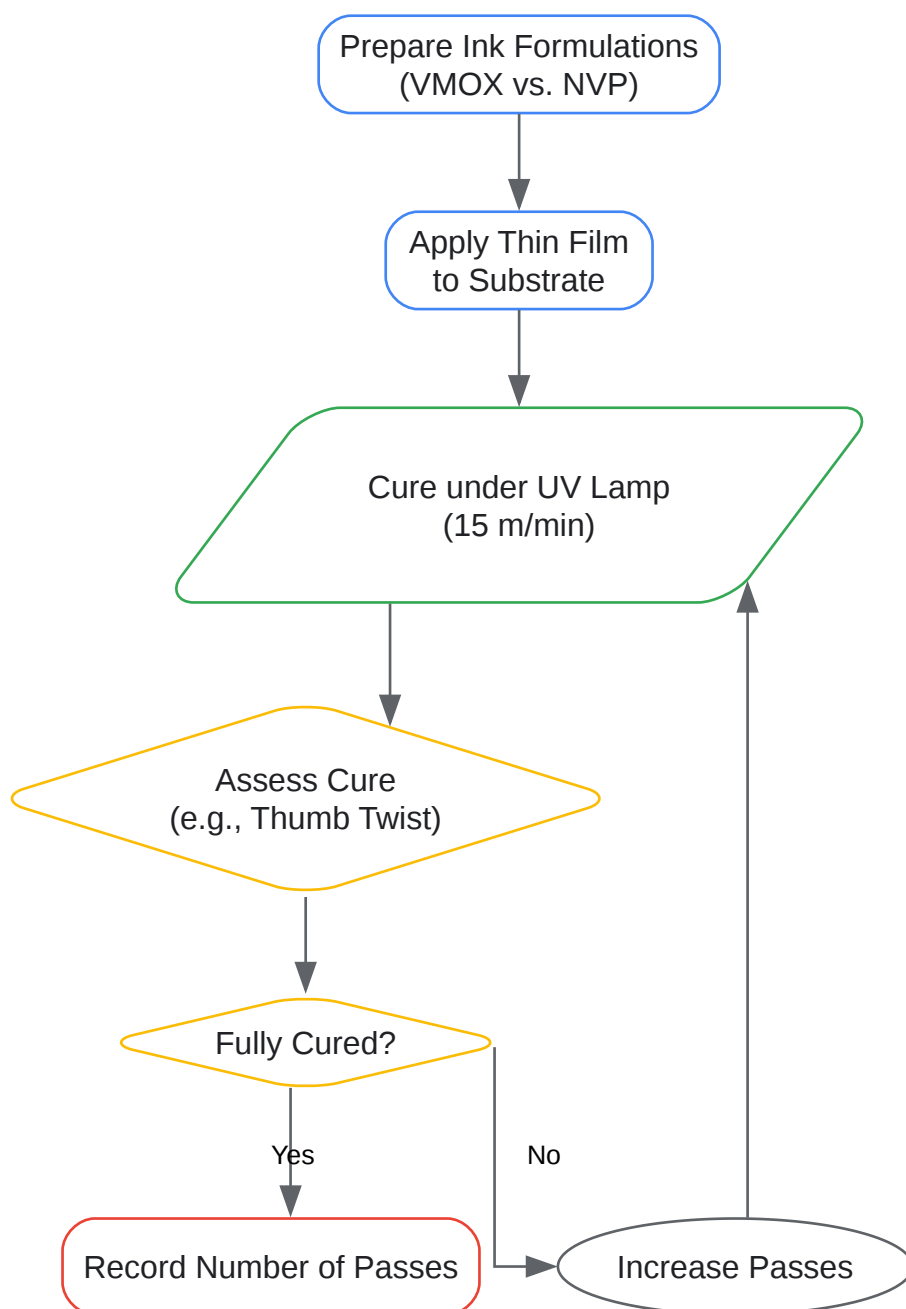 Prepare Ink Formulations
(VMOX vs. NVP)
Apply Thin Film
to Substrate
Cure under UV Lamp
(15 m/min)
Assess Cure
(e.g., Thumb Twist)
Fully Cured?
Yes
No
Record Number of Passes
Increase Passes